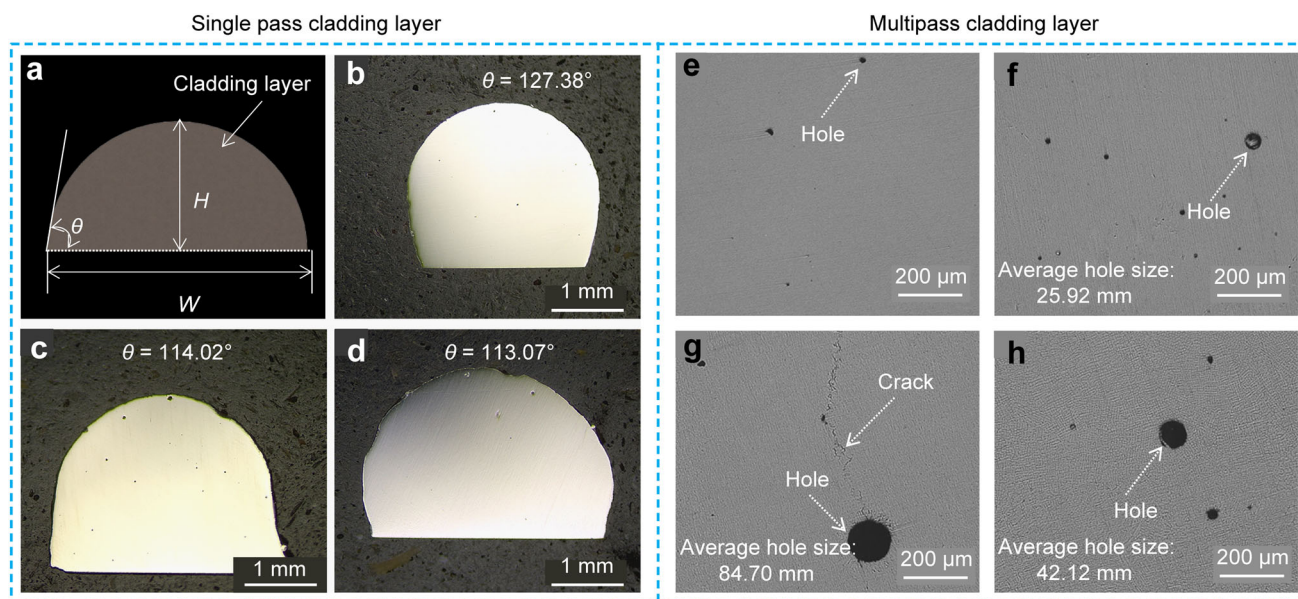 Single pass cladding layer
Multipass cladding layer
a
Cladding layer
H
θ
W
b
θ = 127.38°
1 mm
c
θ = 114.02°
1 mm
d
θ = 113.07°
1 mm
e
Hole
200 μm
f
Hole
Average hole size:
25.92 mm
200 μm
g
Crack
Hole
Average hole size:
84.70 mm
200 μm
h
Hole
Average hole size:
42.12 mm
200 μm